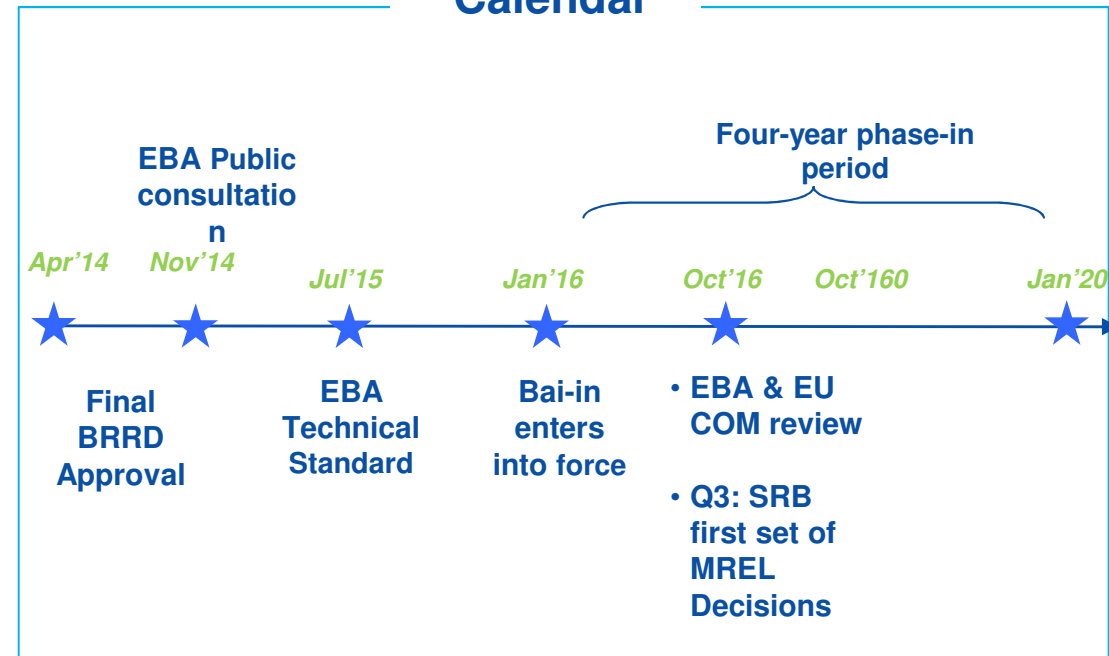 Calendar
Four-year phase-in
period
EBA Public
consultatio
n
Apr’14
Nov’14
Jul’15
Jan’16
Oct’16
Oct’160
Jan’20
Final
BRRD
Approval
EBA
Technical
Standard
Bai-in
enters
into force
• EBA & EU
COM review
• Q3: SRB
first set of
MREL
Decisions